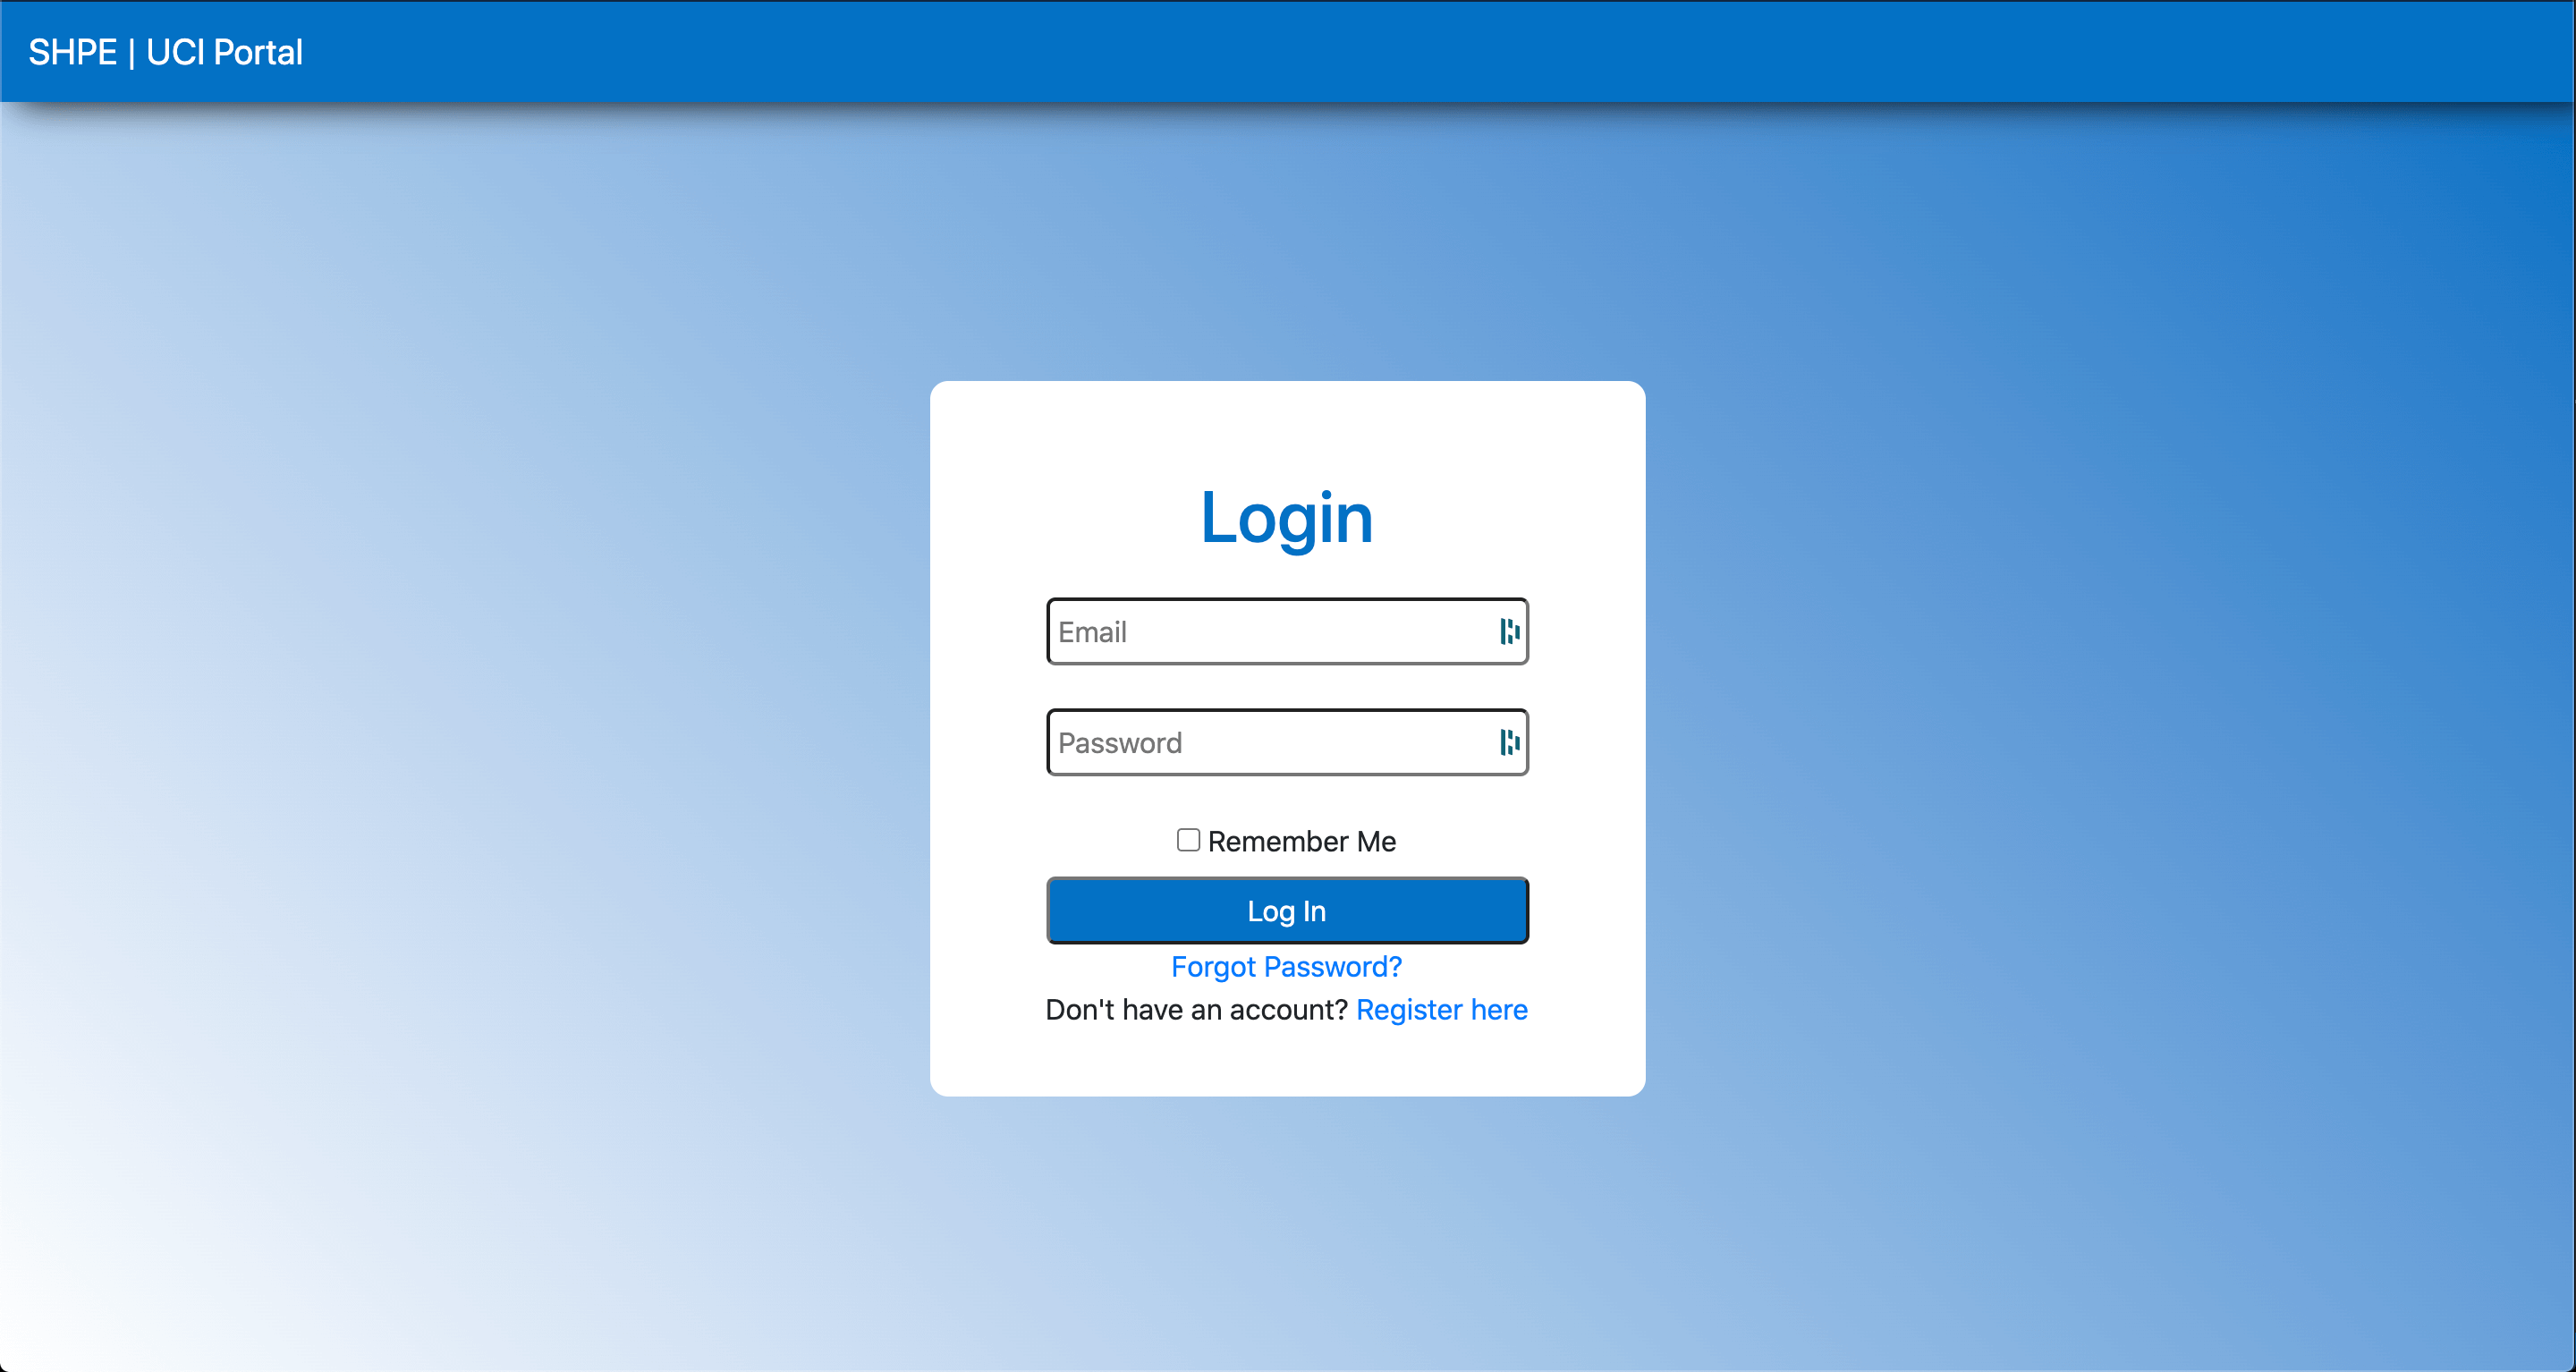 SHPE | UCI Portal
Login
Email
Password
Remember Me
Log In
Forgot Password?
Don't have an account? Register here